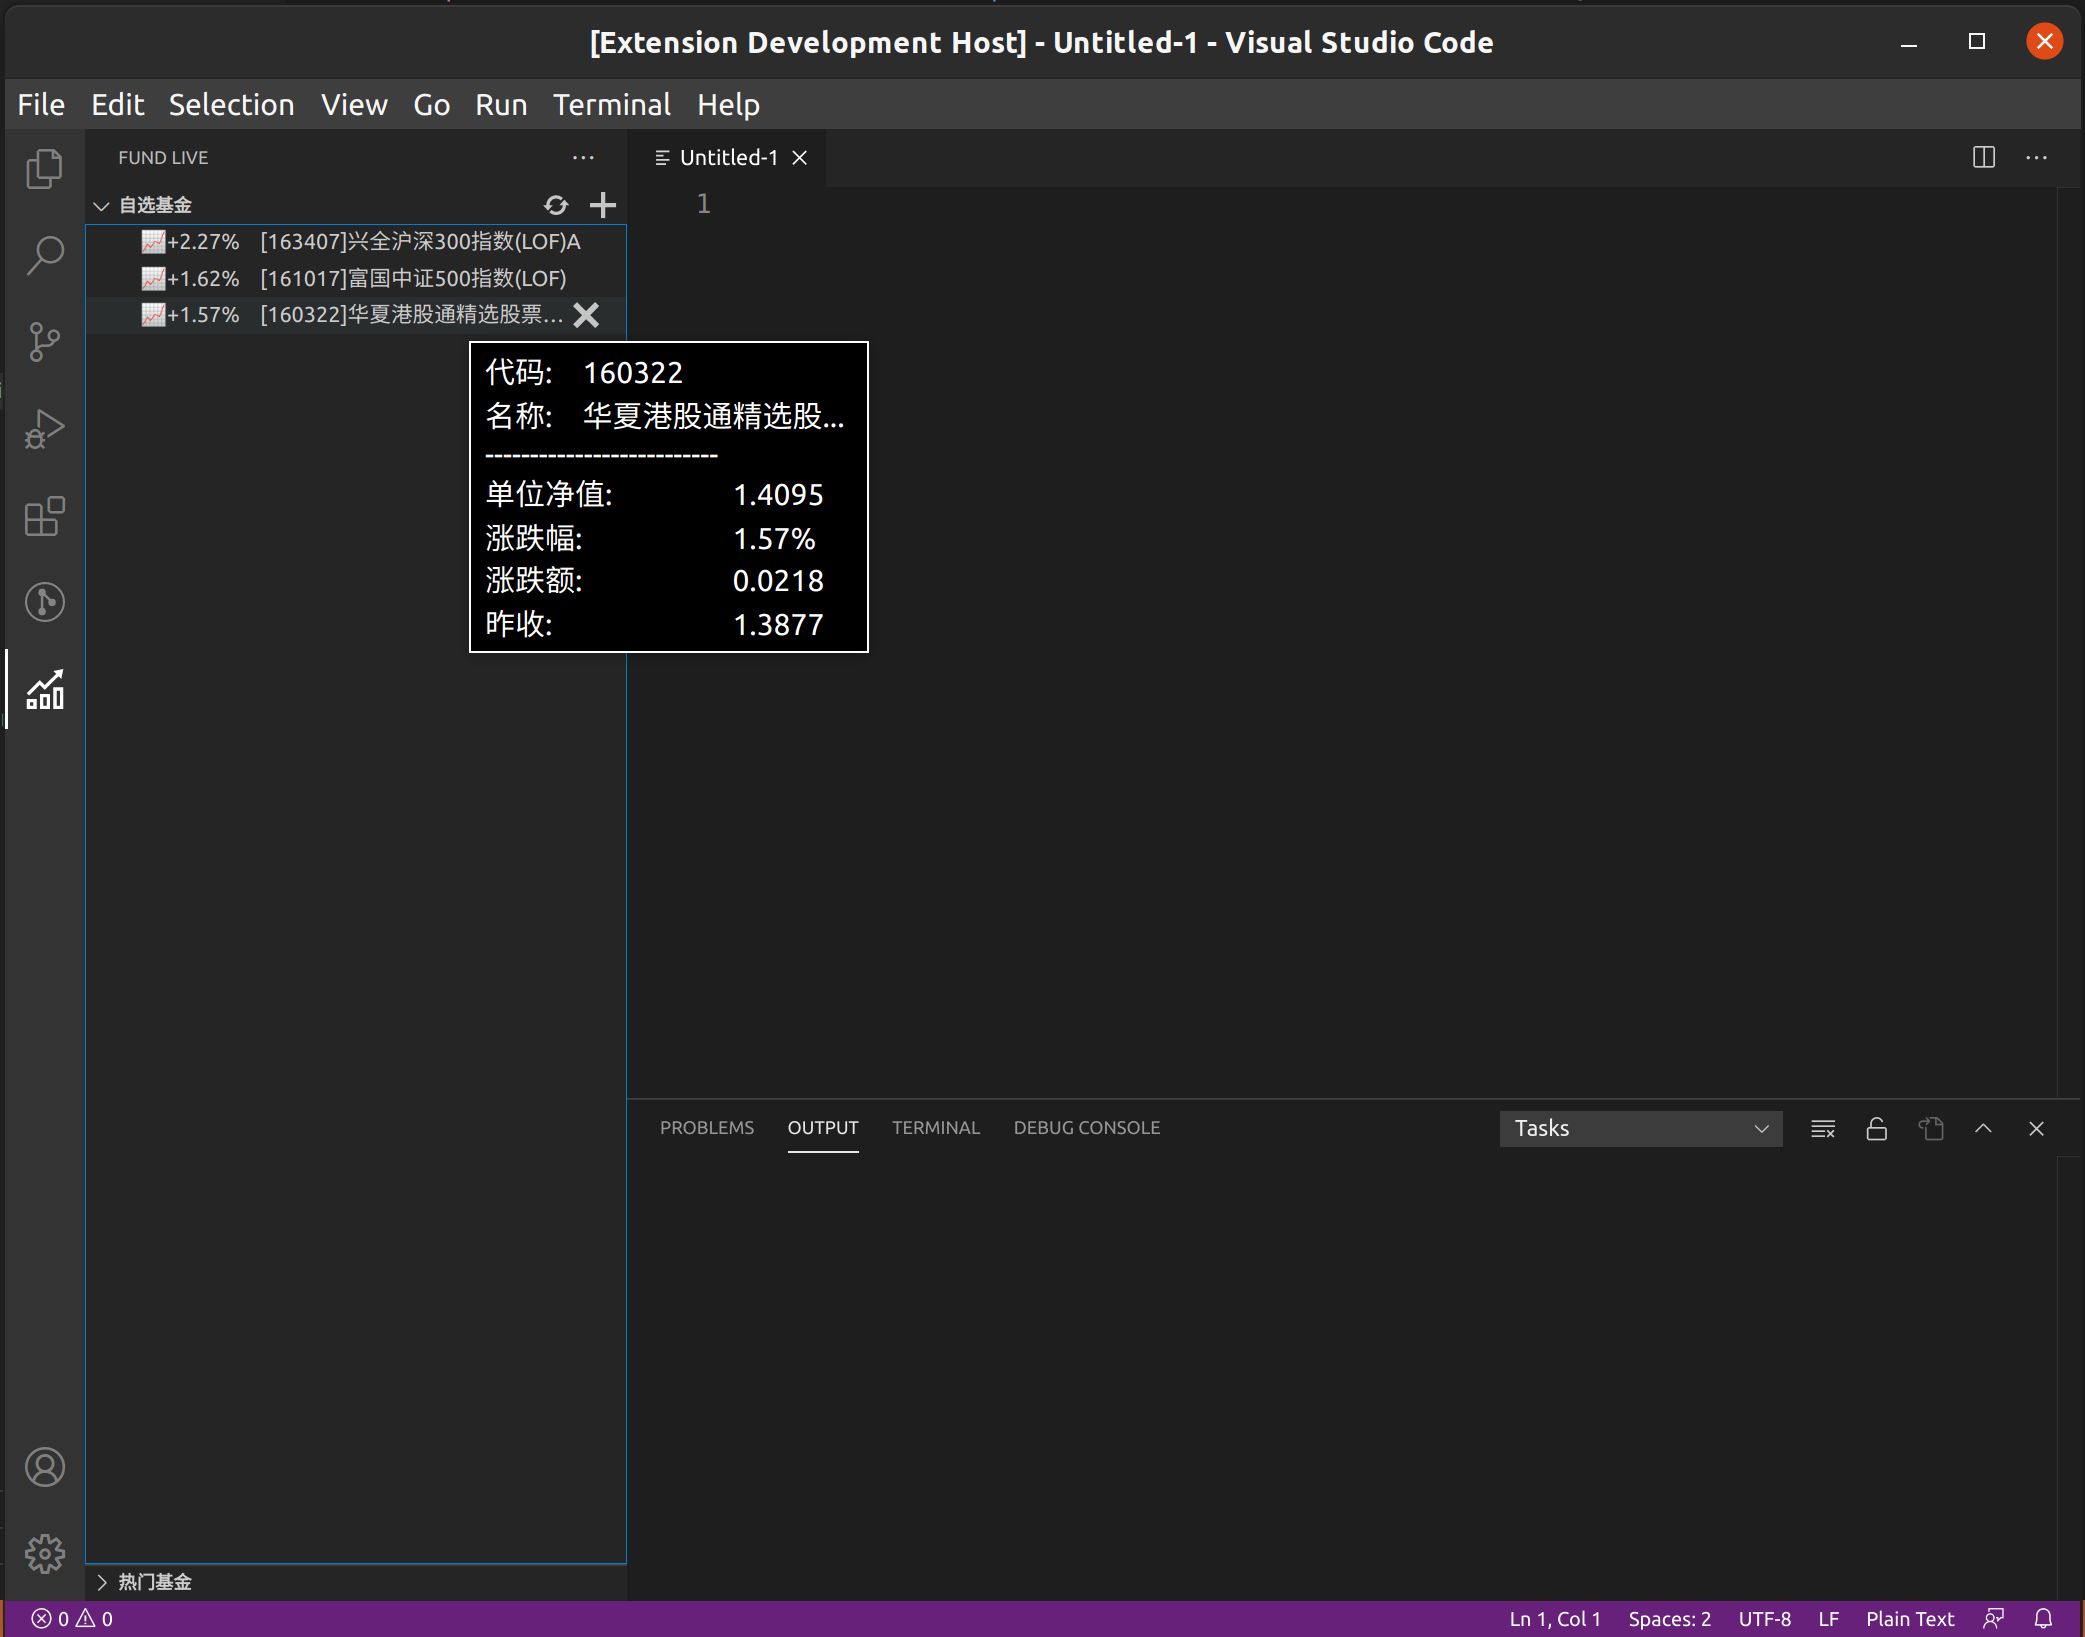 [Extension Development Host] - Untitled-1 - Visual Studio Code
File Edit Selection View Go Run Terminal Help
FUND LIVE
Untitled-1
自选基金
1
+2.27% [163407]兴全沪深300指数(LOF)A
+1.62% [161017]富国中证500指数(LOF)
+1.57% [160322]华夏港股通精选股票...
代码: 160322
名称: 华夏港股通精选股...
--------------------------
单位净值: 1.4095
涨跌幅: 1.57%
涨跌额: 0.0218
昨收: 1.3877
PROBLEMS OUTPUT TERMINAL DEBUG CONSOLE Tasks
热门基金
0 0 Ln 1, Col 1 Spaces: 2 UTF-8 LF Plain Text